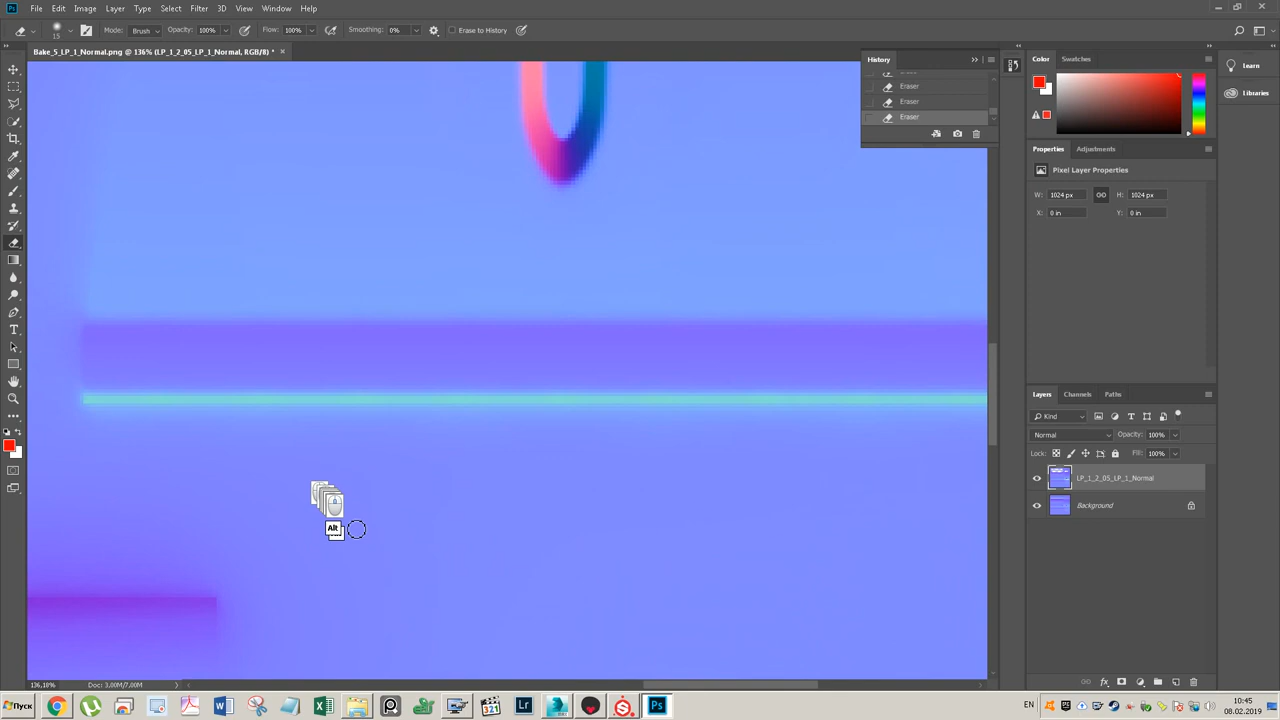 File Edit Image Layer Type Select Filter 3D View Window Help
15 Mode: Brush Opacity: 100% Flow: 100% Smoothing: 0% Erase to History
Bake_5_LP_1_Normal.png @ 136% (LP_1_2_05_LP_1_Normal, RGB/8) *
History
Eraser
Eraser
Eraser
Color Swatches
Learn
Libraries
Properties Adjustments
Pixel Layer Properties
W: 1024 px H: 1024 px
X: 0 in Y: 0 in
Alt
Layers Channels Paths
Kind
Normal Opacity: 100%
Lock: Fill: 100%
LP_1_2_05_LP_1_Normal
Background
136,18% Doc: 3,00M/7,00M
Пуск
EN
10:45
08.02.2019